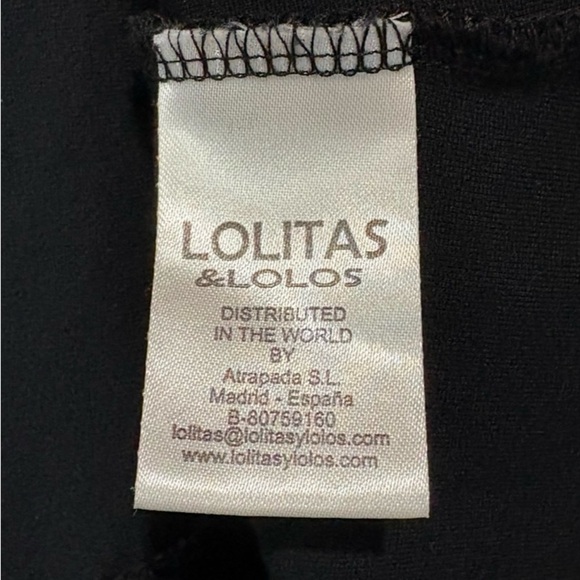 LOLITAS
&LOLOS
DISTRIBUTED
IN THE WORLD
BY
Atrapada S.L.
Madrid - España
B-80759160
lolitas@lolitasylolos.com
www.lolitasylolos.com